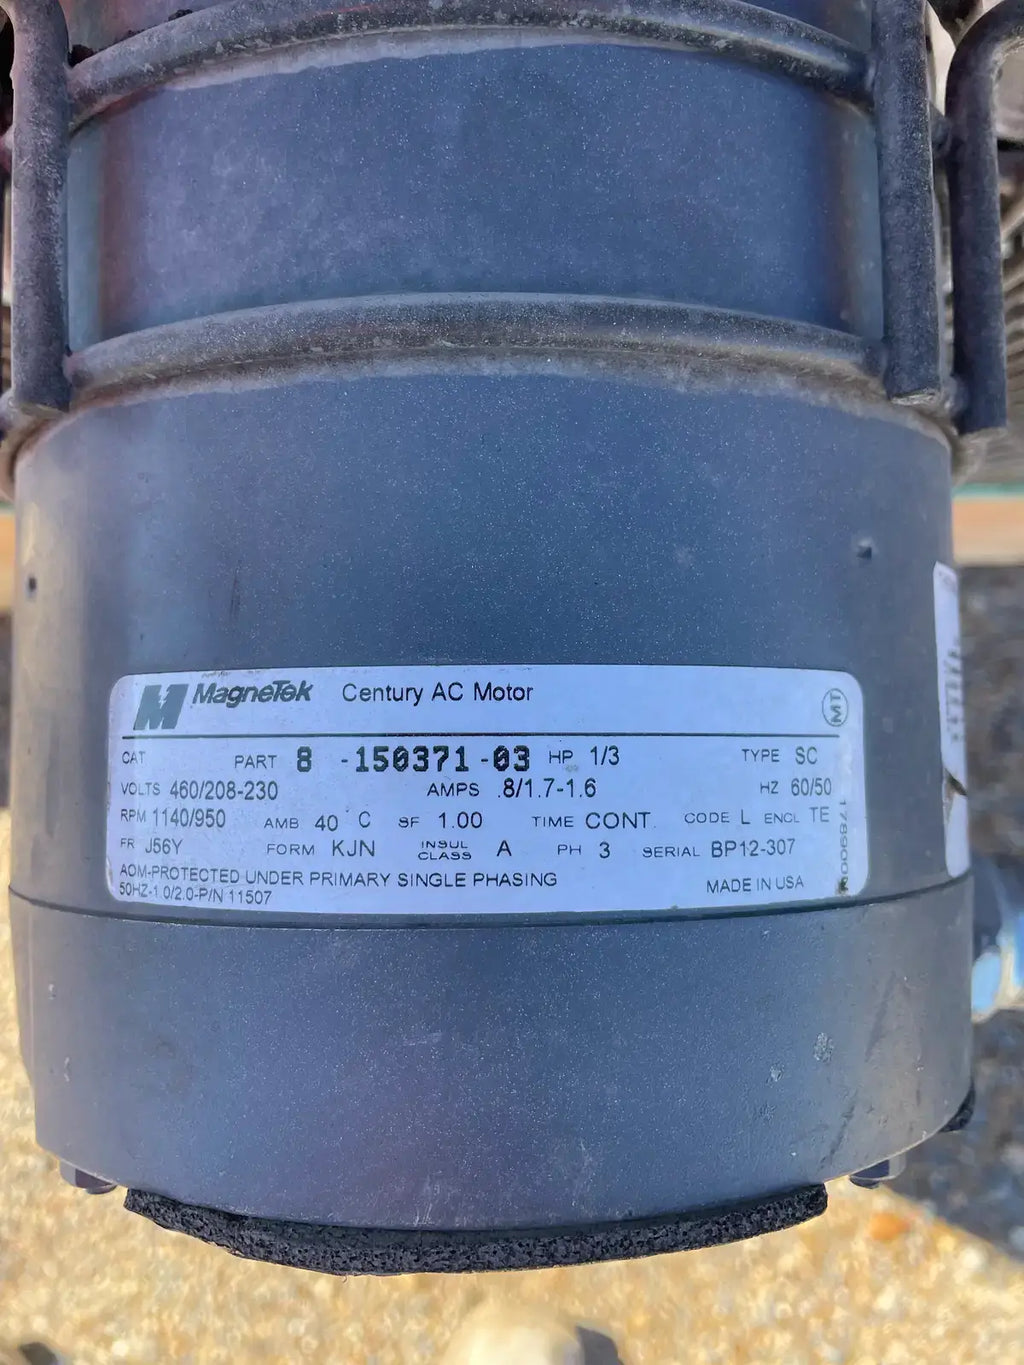 MagneTek Century AC Motor
MT
CAT PART 8 -150371-03 HP 1/3 TYPE SC
VOLTS 460/208-230 AMPS .8/1.7-1.6 HZ 60/50
RPM 1140/950 AMB 40 C SF 1.00 TIME CONT. CODE L ENCL TE
FR J56Y FORM KJN INSUL CLASS A PH 3 SERIAL BP12-307
AOM-PROTECTED UNDER PRIMARY SINGLE PHASING
50HZ-1.0/2.0-P/N 11507 MADE IN USA